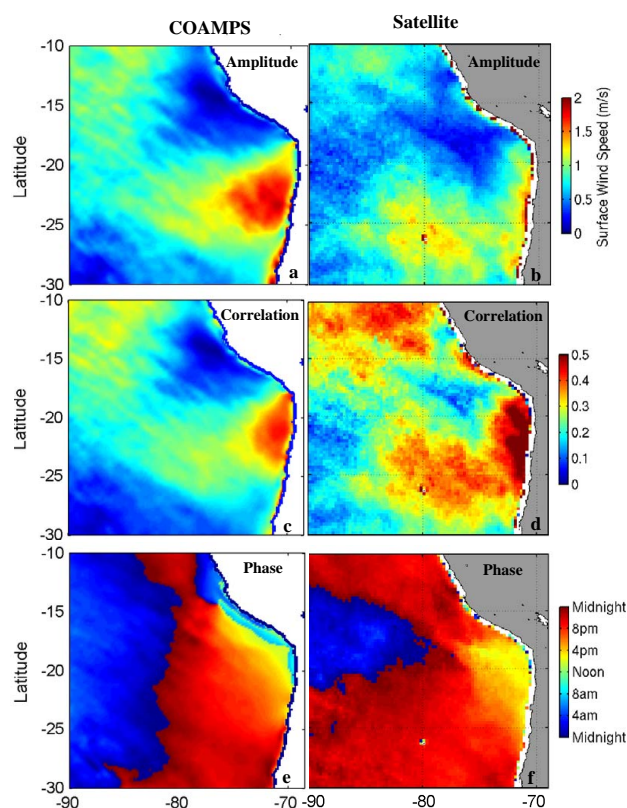 COAMPS
Satellite
-10
-15
-20
-25
-30
Latitude
Amplitude
a
Amplitude
b
2
1.5
1
0.5
0
Surface Wind Speed (m/s)
-10
-15
-20
-25
-30
Latitude
Correlation
c
Correlation
d
0.5
0.4
0.3
0.2
0.1
0
-10
-15
-20
-25
-30
Latitude
Phase
e
Phase
f
Midnight
8pm
4pm
Noon
8am
4am
Midnight
-90
-80
-70
-90
-80
-70